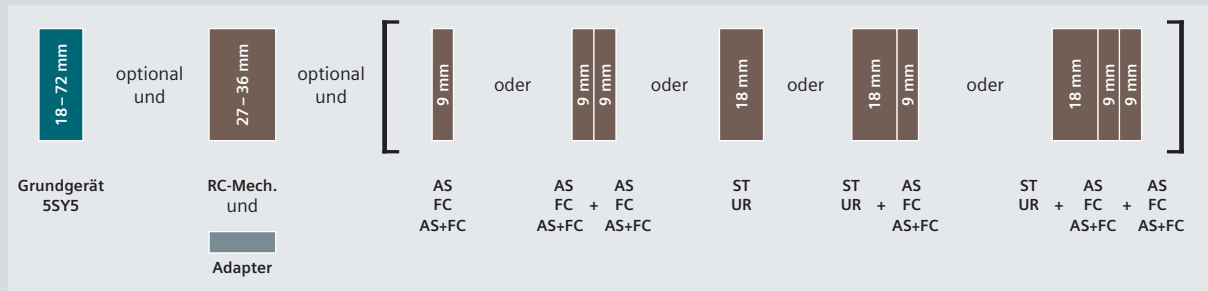 18 – 72 mm
optional
und
27 – 36 mm
optional
und
9 mm
oder
9 mm
9 mm
oder
18 mm
oder
18 mm
9 mm
oder
18 mm
9 mm
9 mm
Grundgerät
5SY5
RC-Mech.
und
Adapter
AS
FC
AS+FC
AS AS
FC + FC
AS+FC AS+FC
ST
UR
ST AS
UR + FC
AS+FC
ST AS AS
UR + FC + FC
AS+FC AS+FC